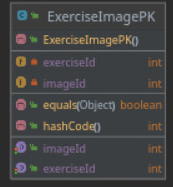 ExerciseImagePK
ExerciseImagePK()
exerciseId int
imageId int
equals(Object) boolean
hashCode() int
imageId int
exerciseId int